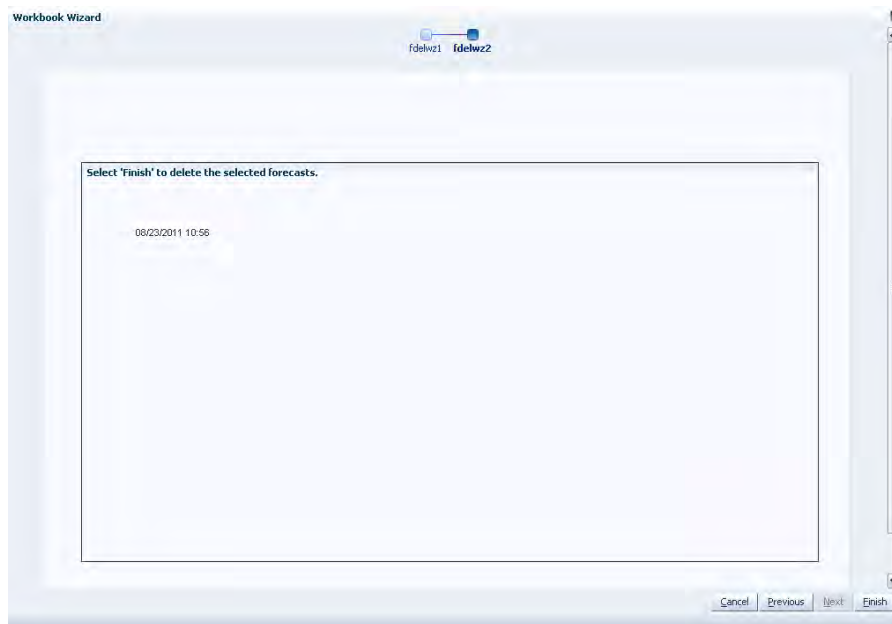 Workbook Wizard
fdelwz1 fdelwz2
Select 'Finish' to delete the selected forecasts.
08/23/2011 10:56
Cancel Previous Next Finish